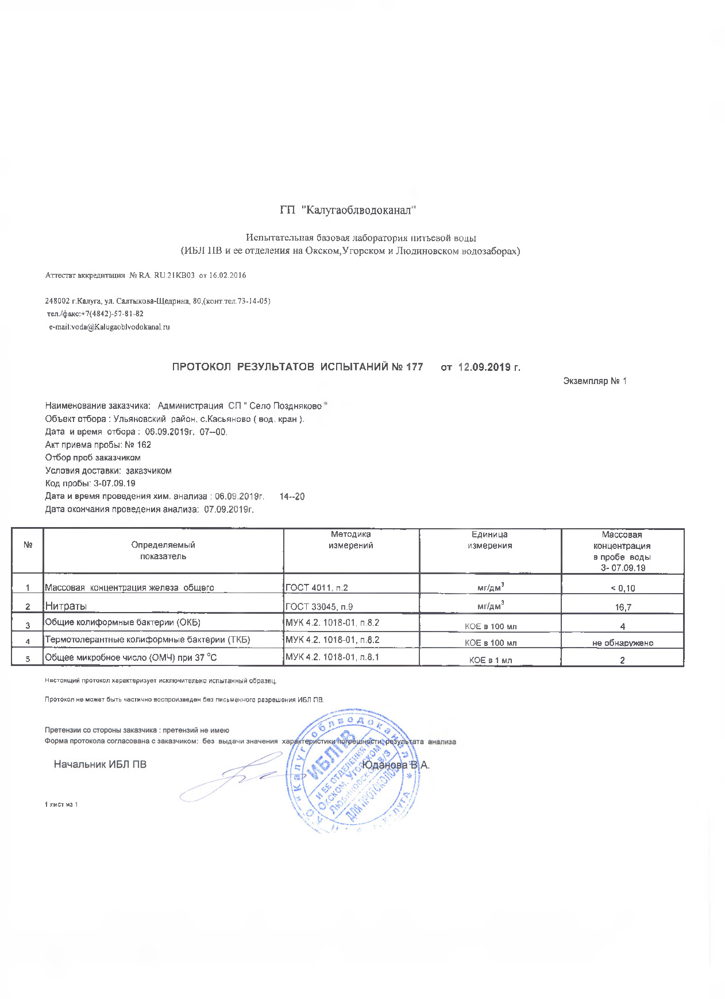 ГП "Калугаоблводоканал"
Испытательная базовая лаборатория питьевой воды
(ИБЛ ПВ и ее отделения на Окском,Угорском и Людиновском водозаборах)
Аттестат аккредитации № RA. RU.21КВ03 от 16.02.2016
248002 г.Калуга, ул. Салтыкова-Щедрина, 80,(конт.тел.73-14-05)
тел./факс:+7(4842)-57-81-82
e-mail:voda@Kalugaoblvodokanal.ru
ПРОТОКОЛ РЕЗУЛЬТАТОВ ИСПЫТАНИЙ № 177 от 12.09.2019 г.
Экземпляр № 1
Наименование заказчика: Администрация СП " Село Поздняково "
Объект отбора : Ульяновский район, с.Касьяново ( вод. кран ).
Дата и время отбора : 06.09.2019г. 07--00.
Акт приема пробы: № 162
Отбор проб заказчиком
Условия доставки: заказчиком
Код пробы: 3-07.09.19
Дата и время проведения хим. анализа : 06.09.2019г. 14--20
Дата окончания проведения анализа: 07.09.2019г.
№ Определяемый показатель Методика измерений Единица измерения Массовая концентрация в пробе воды 3- 07.09.19
1 Массовая концентрация железа общего ГОСТ 4011, п.2 мг/дм³ < 0,10
2 Нитраты ГОСТ 33045, п.9 мг/дм³ 16,7
3 Общие колиформные бактерии (ОКБ) МУК 4.2. 1018-01, п.8.2 КОЕ в 100 мл 4
4 Термотолерантные колиформные бактерии (ТКБ) МУК 4.2. 1018-01, п.8.2 КОЕ в 100 мл не обнаружено
5 Общее микробное число (ОМЧ) при 37 °С МУК 4.2. 1018-01, п.8.1 КОЕ в 1 мл 2
Настоящий протокол характеризует исключительно испытанный образец.
Протокол не может быть частично воспроизведен без письменного разрешения ИБЛ ПВ.
Претензии со стороны заказчика : претензий не имею
Форма протокола согласована с заказчиком: без выдачи значения характеристики погрешности результата анализа
Начальник ИБЛ ПВ Юданова В.А.
"Калугаоблводоканал" * г. КАЛУГА
ИБЛПВ
И ЕЕ ОТДЕЛЕНИЯ НА
ОКСКОМ, УГОРСКОМ И
ЛЮДИНОВСКОМ В/З
ДЛЯ ПРОТОКОЛОВ
1 лист из 1